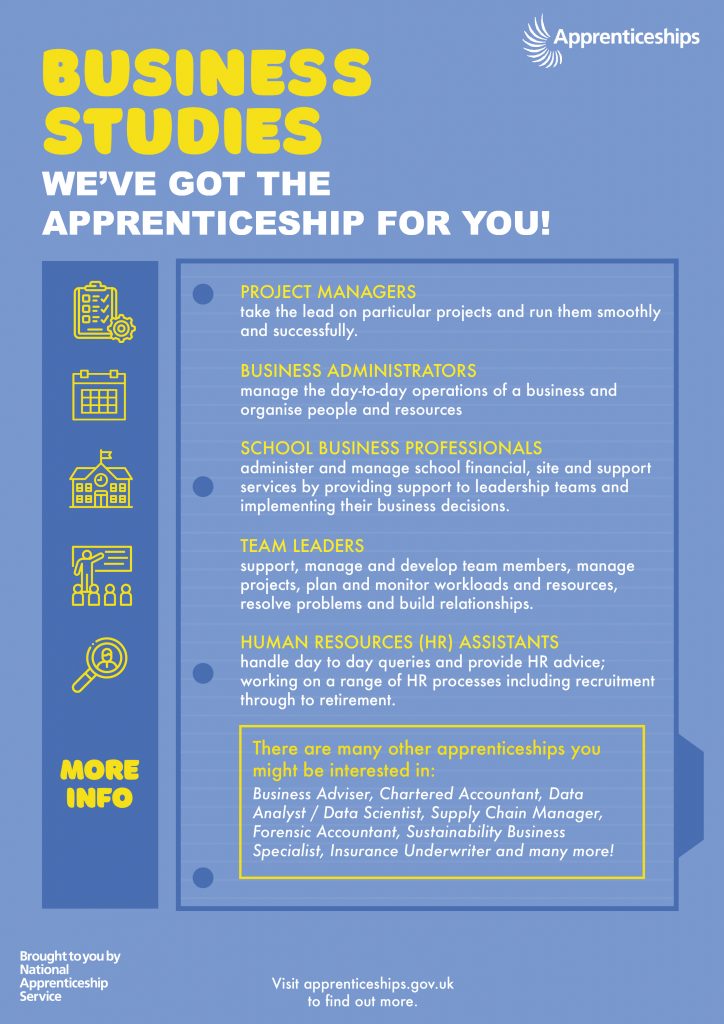 Apprenticeships
BUSINESS
STUDIES
WE'VE GOT THE
APPRENTICESHIP FOR YOU!
PROJECT MANAGERS
take the lead on particular projects and run them smoothly
and successfully.
BUSINESS ADMINISTRATORS
manage the day-to-day operations of a business and
organise people and resources
SCHOOL BUSINESS PROFESSIONALS
administer and manage school financial, site and support
services by providing support to leadership teams and
implementing their business decisions.
TEAM LEADERS
support, manage and develop team members, manage
projects, plan and monitor workloads and resources,
resolve problems and build relationships.
HUMAN RESOURCES (HR) ASSISTANTS
handle day to day queries and provide HR advice;
working on a range of HR processes including recruitment
through to retirement.
MORE
INFO
There are many other apprenticeships you
might be interested in:
Business Adviser, Chartered Accountant, Data
Analyst / Data Scientist, Supply Chain Manager,
Forensic Accountant, Sustainability Business
Specialist, Insurance Underwriter and many more!
Brought to you by
National
Apprenticeship
Service
Visit apprenticeships.gov.uk
to find out more.